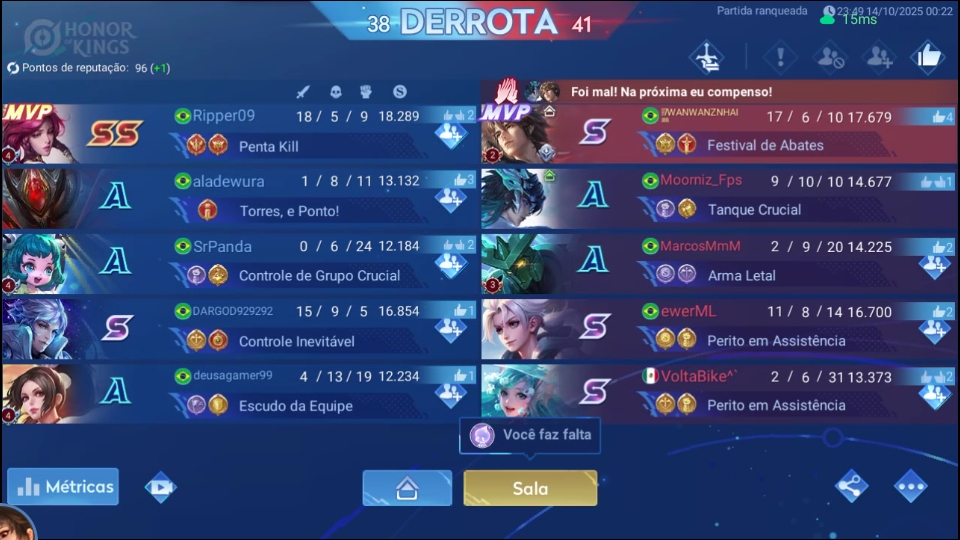 HONOR
OF KINGS
38 DERROTA 41
Partida ranqueada
23:49 14/10/2025 00:22
15ms
Pontos de reputação: 96 (+1)
Foi mal! Na próxima eu compenso!
MVP
SS
Ripper09 18 / 5 / 9 18.289 2
Penta Kill
4
A
aladewura 1 / 8 / 11 13.132 3
Torres, e Ponto!
A
SrPanda 0 / 6 / 24 12.184 2
Controle de Grupo Crucial
4
S
DARGOD929292 15 / 9 / 5 16.854 1
Controle Inevitável
A
deusagamer99 4 / 13 / 19 12.234 1
Escudo da Equipe
4
MVP
S
17 / 6 / 10 17.679 4
Festival de Abates
2
A
Moorniz_Fps 9 / 10 / 10 14.677 1
Tanque Crucial
A
MarcosMmM 2 / 9 / 20 14.225 2
Arma Letal
3
S
ewerML 11 / 8 / 14 16.700 2
Perito em Assistência
S
VoltaBike^` 2 / 6 / 31 13.373 2
Perito em Assistência
Você faz falta
Métricas
Sala